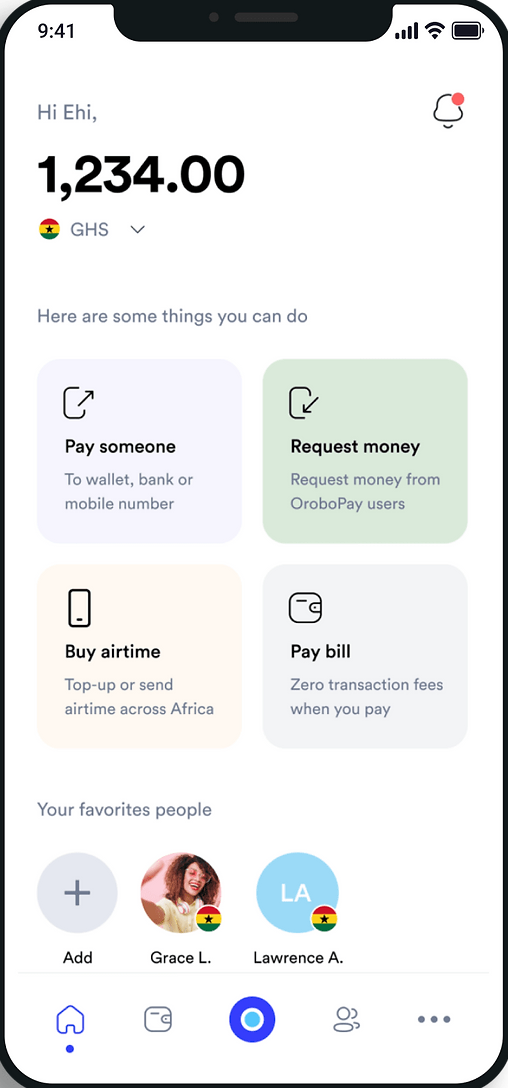 9:41
Hi Ehi,
1,234.00
GHS
Here are some things you can do
Pay someone
To wallet, bank or
mobile number
Request money
Request money from
OroboPay users
Buy airtime
Top-up or send
airtime across Africa
Pay bill
Zero transaction fees
when you pay
Your favorites people
LA
Add
Grace L.
Lawrence A.